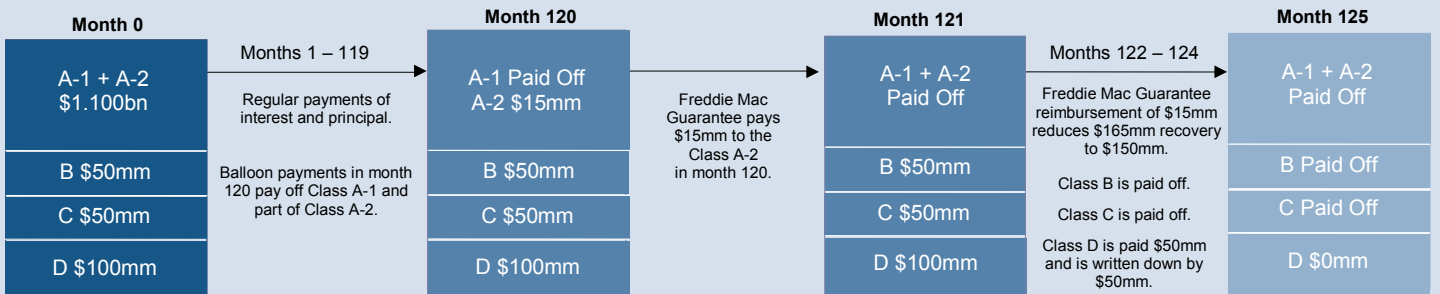 Month 0
A-1 + A-2
$1.100bn
B $50mm
C $50mm
D $100mm
Months 1 – 119
Regular payments of
interest and principal.
Balloon payments in month
120 pay off Class A-1 and
part of Class A-2.
Month 120
A-1 Paid Off
A-2 $15mm
B $50mm
C $50mm
D $100mm
Freddie Mac
Guarantee pays
$15mm to the
Class A-2
in month 120.
Month 121
A-1 + A-2
Paid Off
B $50mm
C $50mm
D $100mm
Months 122 – 124
Freddie Mac Guarantee
reimbursement of $15mm
reduces $165mm recovery
to $150mm.
Class B is paid off.
Class C is paid off.
Class D is paid $50mm
and is written down by
$50mm.
Month 125
A-1 + A-2
Paid Off
B Paid Off
C Paid Off
D $0mm